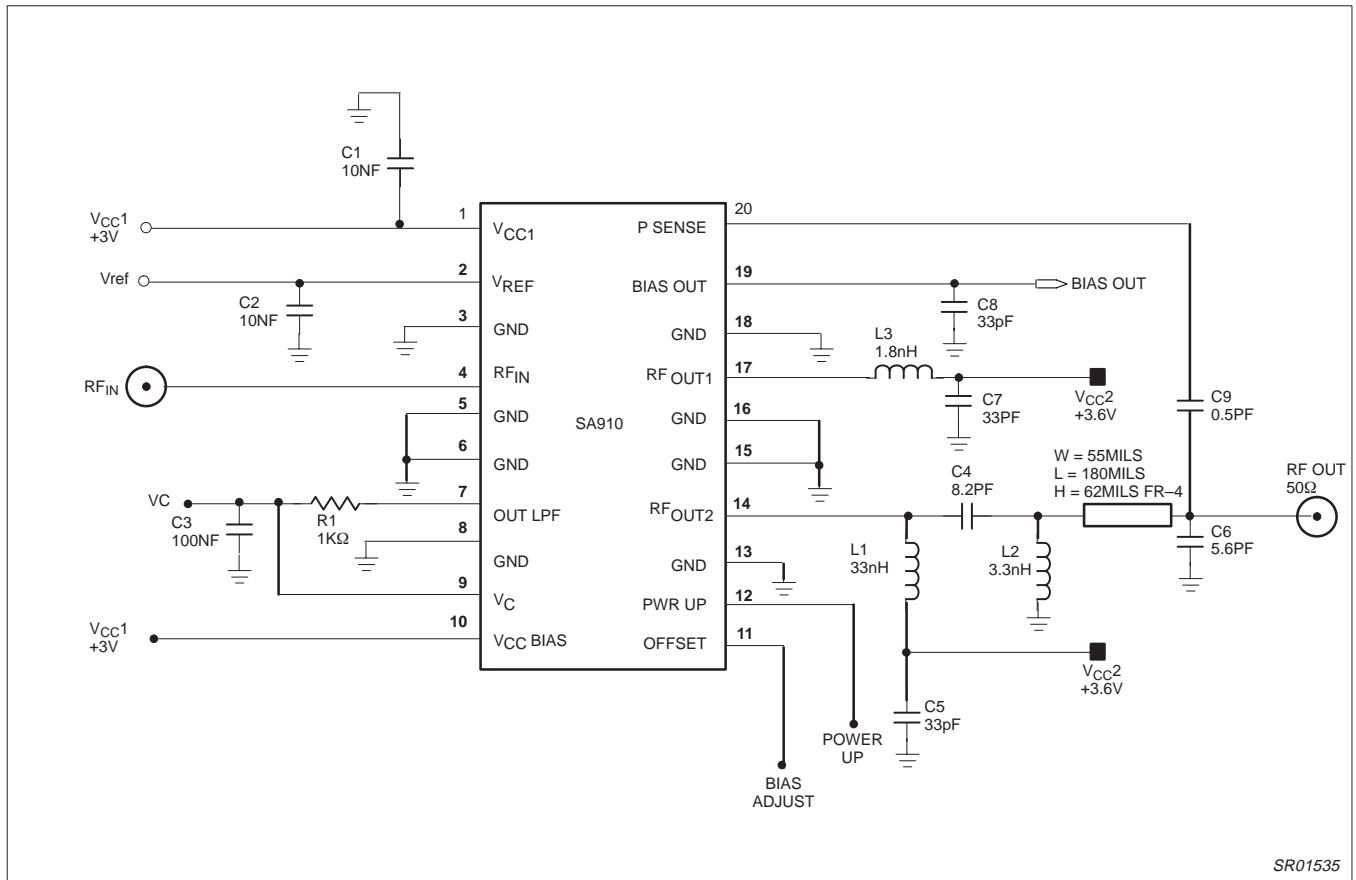 C1
10NF
VCC1
+3V
1
VCC1
Vref
2
VREF
C2
10NF
3
GND
RFIN
4
RFIN
5
GND
6
GND
VC
7
OUT LPF
R1
1KΩ
C3
100NF
8
GND
9
VC
VCC1
+3V
10
VCC BIAS
SA910
20
P SENSE
19
BIAS OUT
BIAS OUT
C8
33pF
18
GND
L3
1.8nH
17
RF OUT1
C7
33PF
VCC2
+3.6V
C9
0.5PF
16
GND
15
GND
W = 55MILS
L = 180MILS
H = 62MILS FR–4
RF OUT
50Ω
C4
8.2PF
14
RFOUT2
C6
5.6PF
L1
33nH
L2
3.3nH
13
GND
12
PWR UP
11
OFFSET
VCC2
+3.6V
C5
33pF
POWER
UP
BIAS
ADJUST
SR01535